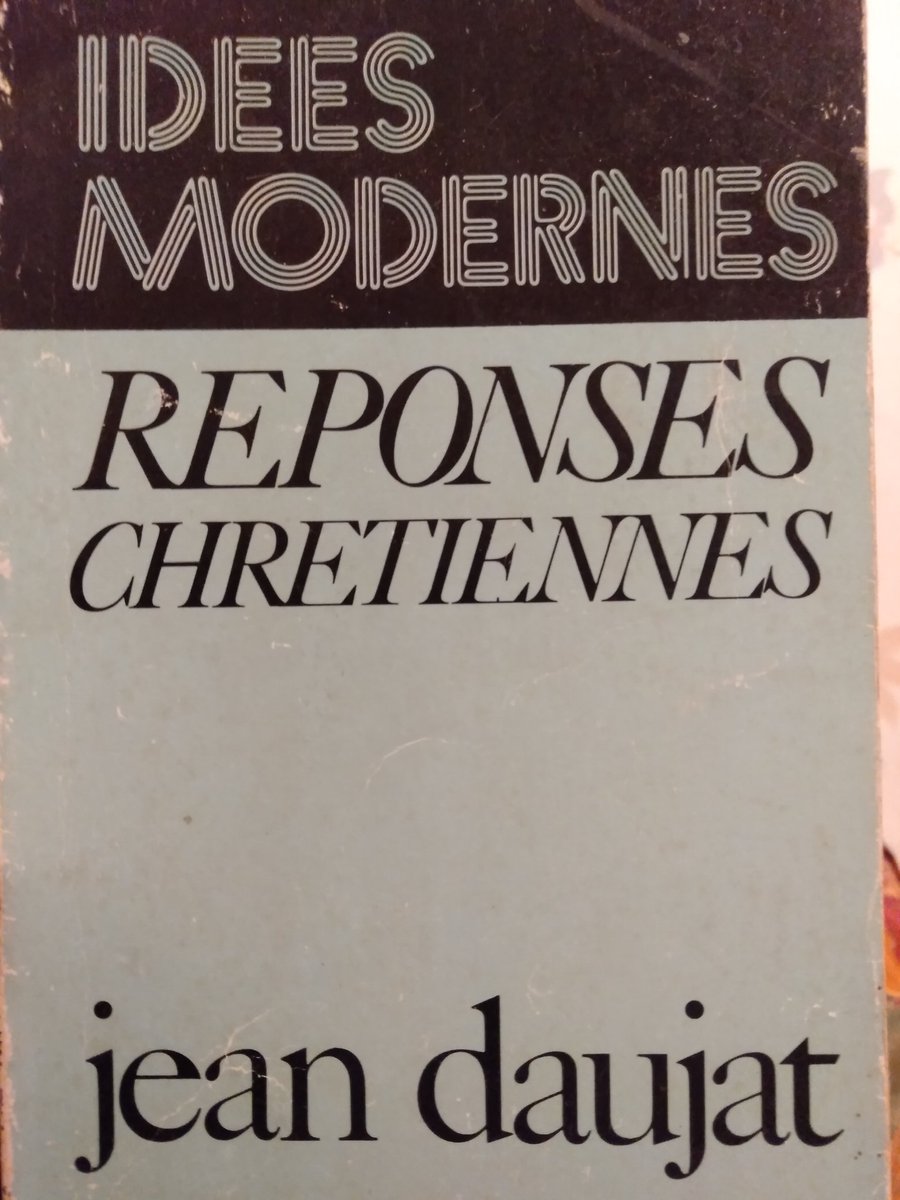 IDEES
MODERNES
REPONSES
CHRETIENNES
jean daujat